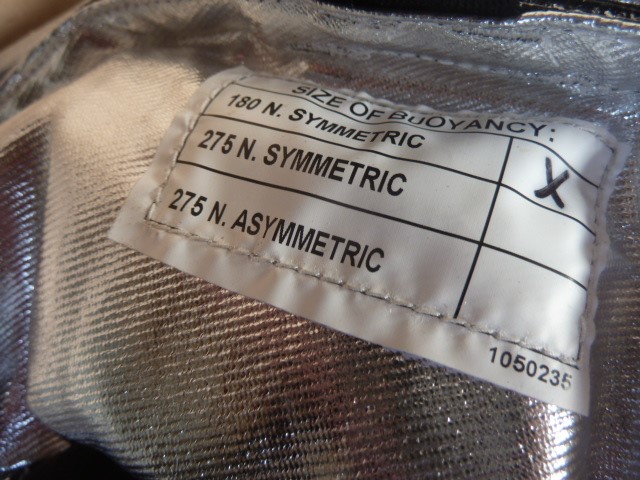 SIZE OF BUOYANCY:
180 N. SYMMETRIC X
275 N. SYMMETRIC
275 N. ASYMMETRIC
1050235